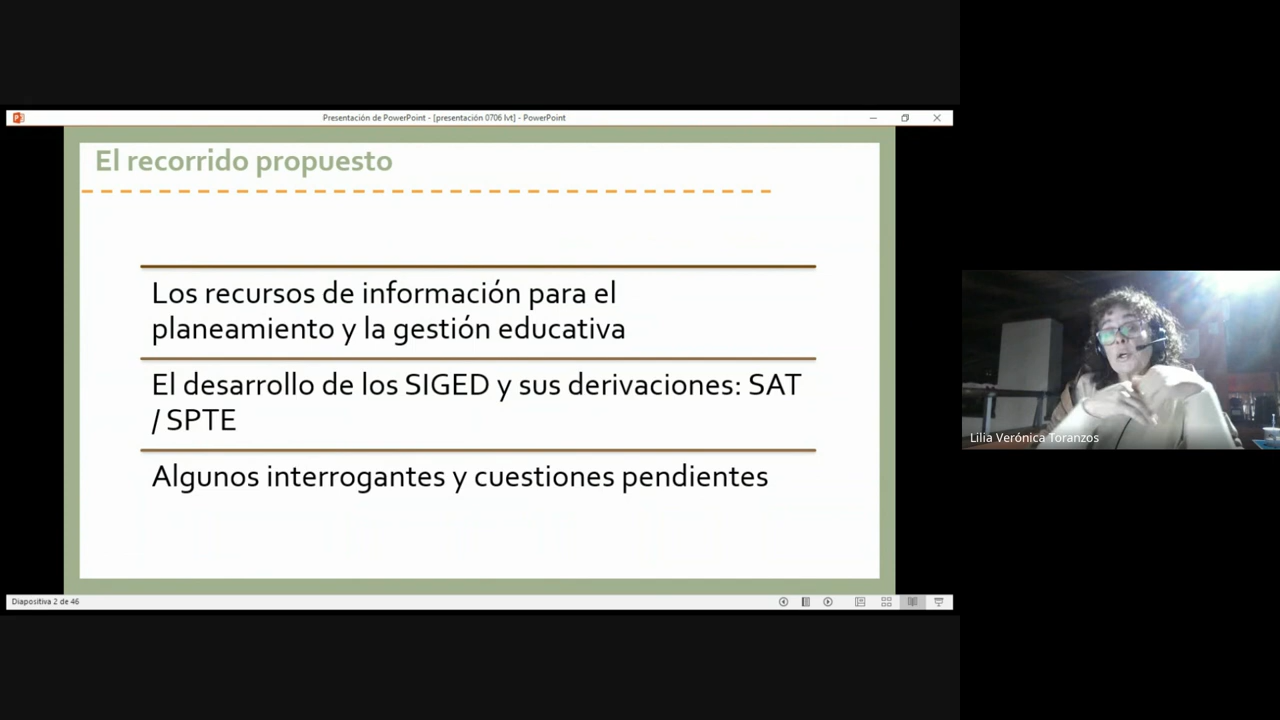 Presentación de PowerPoint - [presentación 0706 lvt] - PowerPoint
El recorrido propuesto
Los recursos de información para el
planeamiento y la gestión educativa
El desarrollo de los SIGED y sus derivaciones: SAT
/ SPTE
Algunos interrogantes y cuestiones pendientes
Lilia Verónica Toranzos
Diapositiva 2 de 46